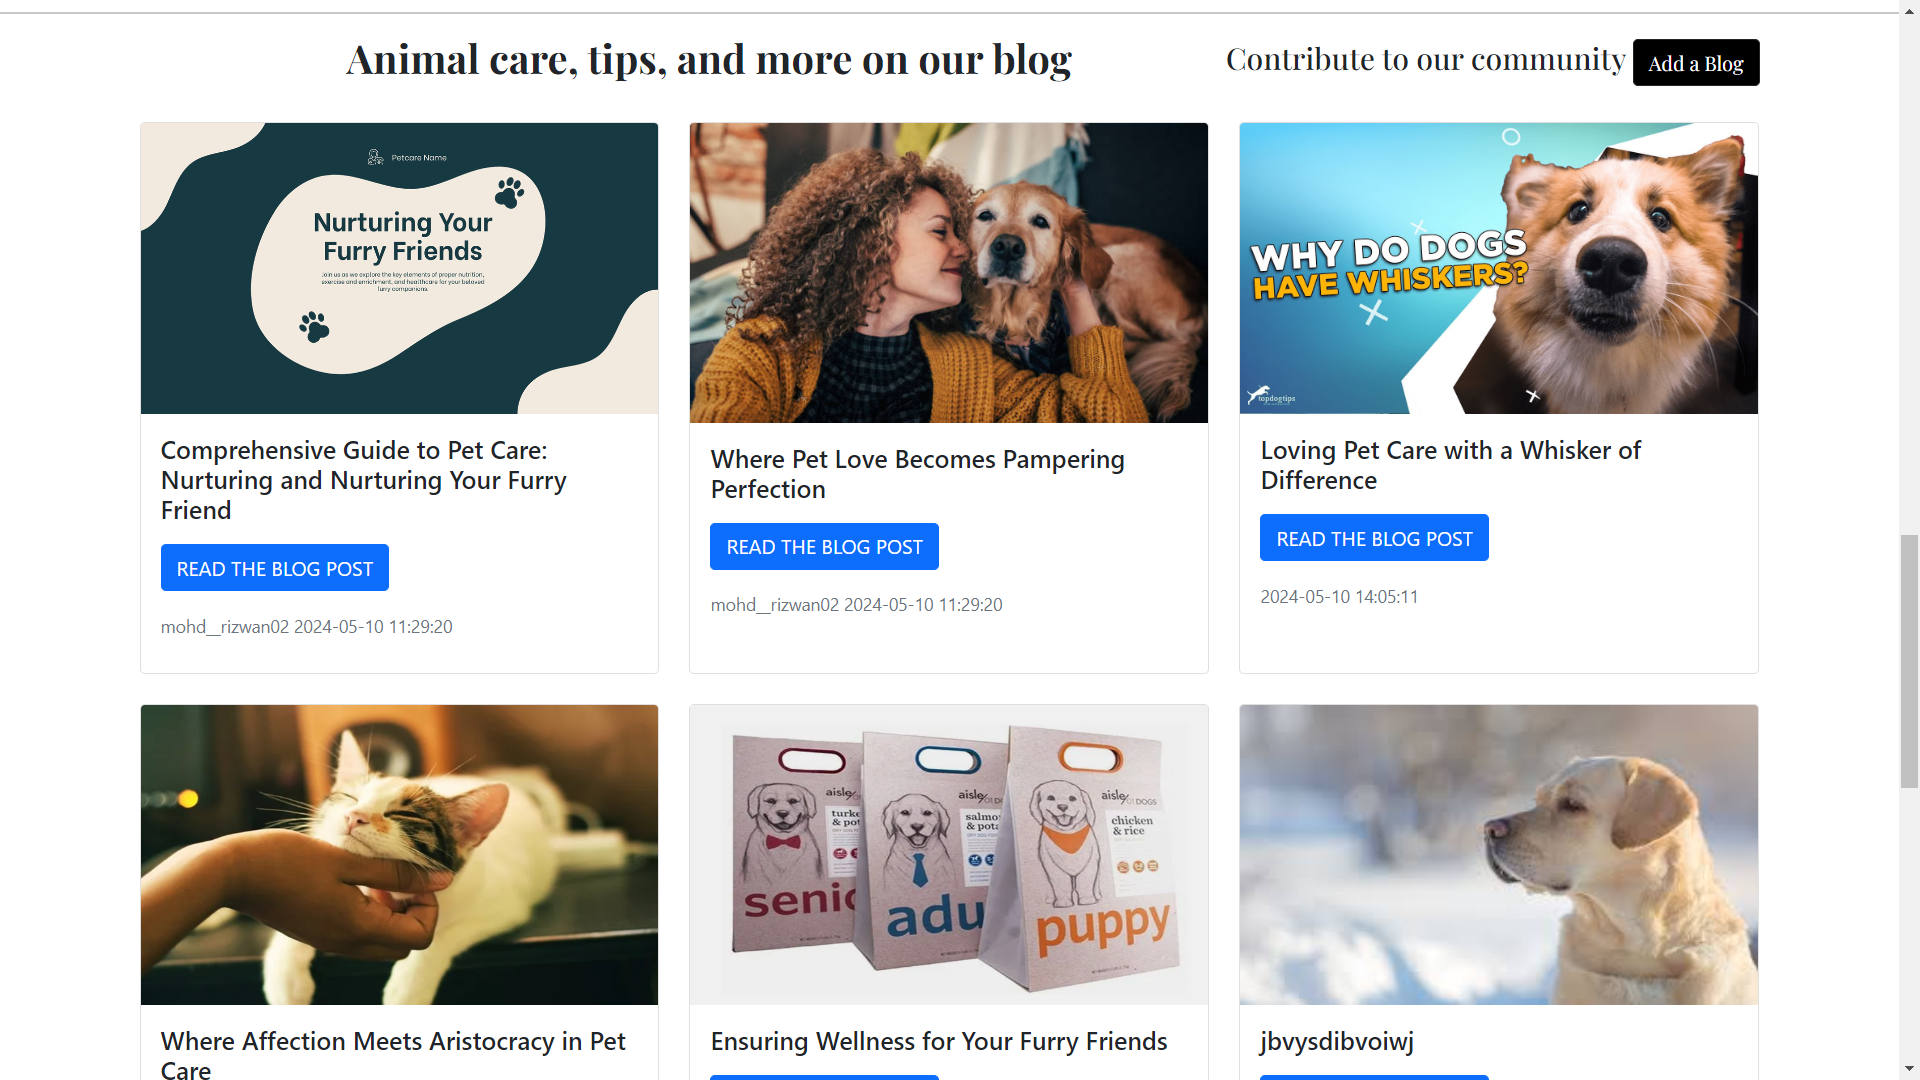 Animal care, tips, and more on our blog
Contribute to our community
Add a Blog
Petcare Name
Nurturing Your
Furry Friends
Join us as we explore the key elements of proper nutrition,
exercise and enrichment, and healthcare for your beloved
furry companions.
WHY DO DOGS
HAVE WHISKERS?
topdogtips
Comprehensive Guide to Pet Care:
Nurturing and Nurturing Your Furry
Friend
READ THE BLOG POST
mohd__rizwan02 2024-05-10 11:29:20
Where Pet Love Becomes Pampering
Perfection
READ THE BLOG POST
mohd__rizwan02 2024-05-10 11:29:20
Loving Pet Care with a Whisker of
Difference
READ THE BLOG POST
2024-05-10 14:05:11
aisle/
turke
& pot
senio
aisle/01 DO
salmo
& pota
adu
aisle/01 DOGS
chicken
& rice
puppy
Where Affection Meets Aristocracy in Pet
Care
Ensuring Wellness for Your Furry Friends
jbvysdibvoiwj